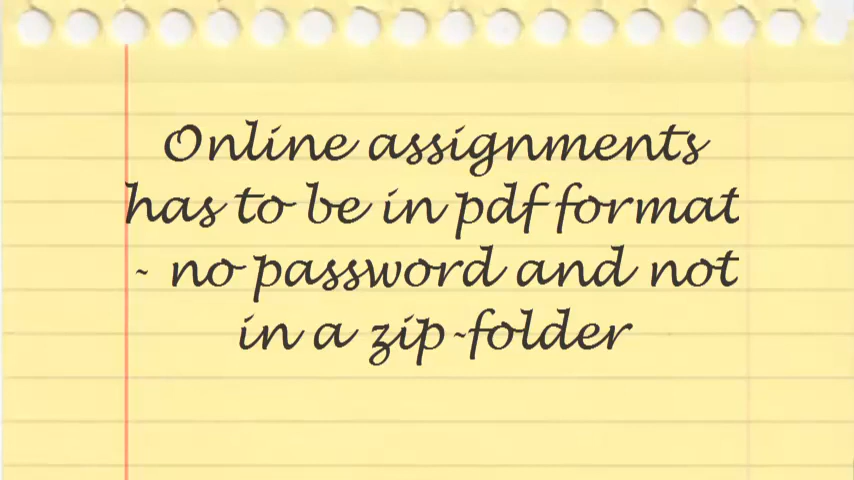 Online assignments
has to be in pdf format
- no password and not
in a zip-folder